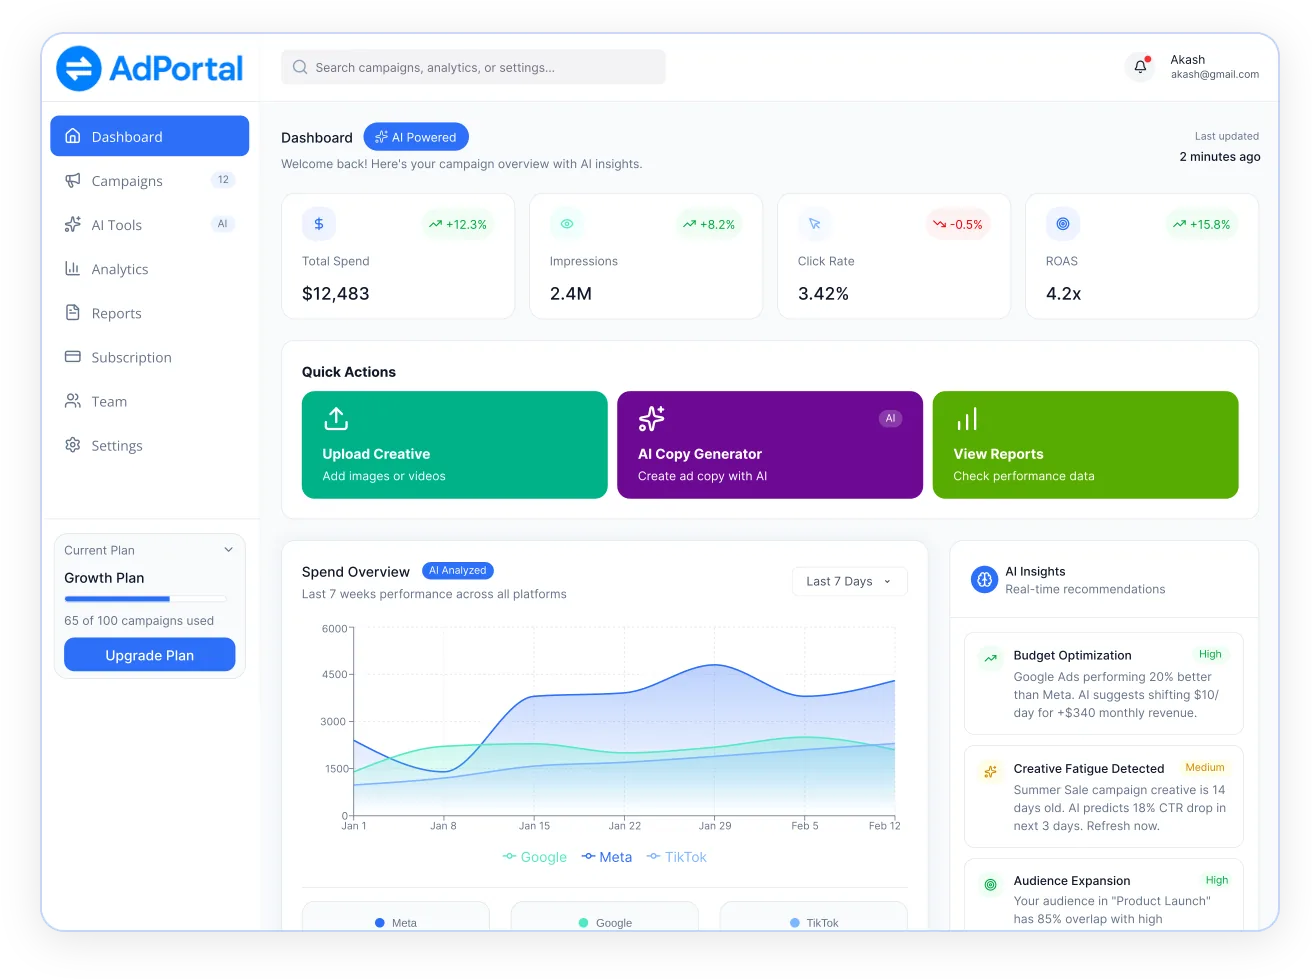 AdPortal
Search campaigns, analytics, or settings...
Akash
akash@gmail.com
Dashboard
Campaigns 12
AI Tools AI
Analytics
Reports
Subscription
Team
Settings
Current Plan
Growth Plan
65 of 100 campaigns used
Upgrade Plan
Dashboard AI Powered
Welcome back! Here's your campaign overview with AI insights.
Last updated
2 minutes ago
+12.3%
Total Spend
$12,483
+8.2%
Impressions
2.4M
-0.5%
Click Rate
3.42%
+15.8%
ROAS
4.2x
Quick Actions
Upload Creative
Add images or videos
AI
AI Copy Generator
Create ad copy with AI
View Reports
Check performance data
Spend Overview AI Analyzed
Last 7 weeks performance across all platforms
Last 7 Days
6000
4500
3000
1500
0
Jan 1 Jan 8 Jan 15 Jan 22 Jan 29 Feb 5 Feb 12
Google Meta TikTok
Meta Google TikTok
AI Insights
Real-time recommendations
Budget Optimization High
Google Ads performing 20% better
than Meta. AI suggests shifting $10/
day for +$340 monthly revenue.
Creative Fatigue Detected Medium
Summer Sale campaign creative is 14
days old. AI predicts 18% CTR drop in
next 3 days. Refresh now.
Audience Expansion High
Your audience in "Product Launch"
has 85% overlap with high